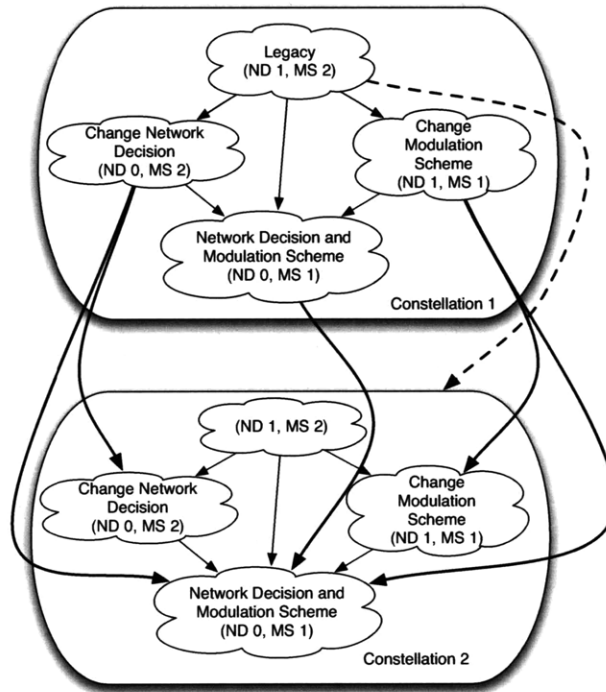 Legacy
(ND 1, MS 2)
Change Network
Decision
(ND 0, MS 2)
Change
Modulation
Scheme
(ND 1, MS 1)
Network Decision and
Modulation Scheme
(ND 0, MS 1)
Constellation 1
(ND 1, MS 2)
Change Network
Decision
(ND 0, MS 2)
Change
Modulation
Scheme
(ND 1, MS 1)
Network Decision and
Modulation Scheme
(ND 0, MS 1)
Constellation 2